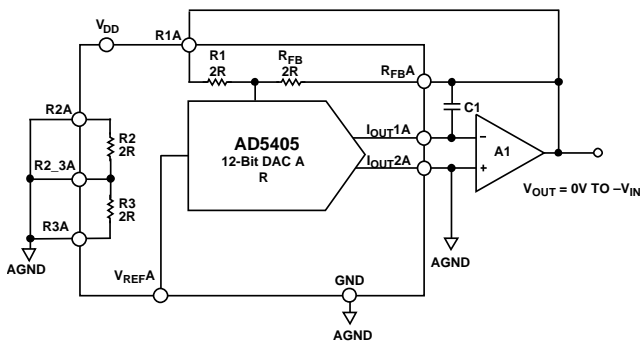 VDD
R1A
R1
2R
RFB
2R
RFBA
C1
R2A
R2
2R
R2_3A
R3
2R
R3A
AGND
AD5405
12-Bit DAC A
R
IOUT1A
IOUT2A
–
A1
+
VOUT = 0V TO –VIN
AGND
VREFA
GND
AGND